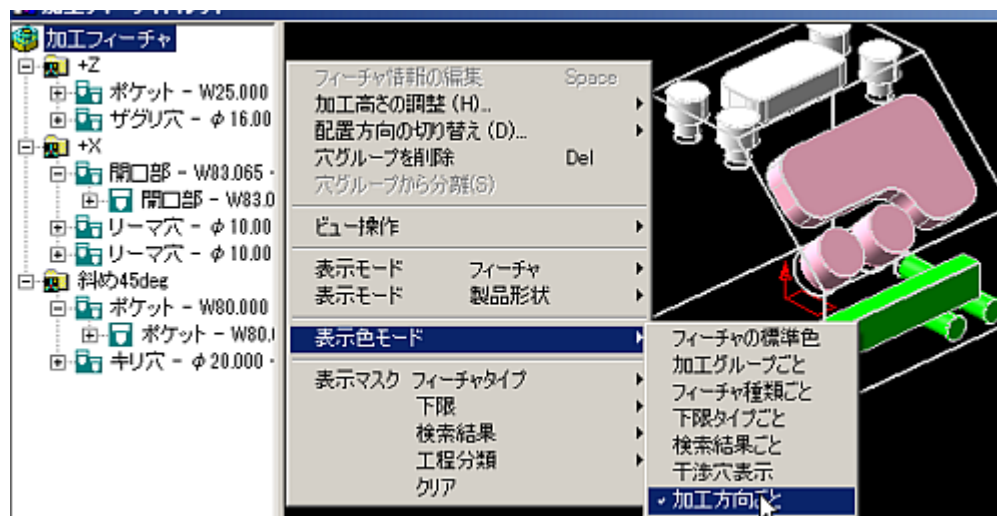 加工フィーチャ
+Z
ポケット - W25.000
ザグリ穴 - φ16.00
+X
開口部 - W83.065 -
開口部 - W83.0
リーマ穴 - φ10.00
リーマ穴 - φ10.00
斜め45deg
ポケット - W80.000
ポケット - W80.
キリ穴 - φ20.000 -
フィーチャ情報の編集 Space
加工高さの調整(H)...
配置方向の切り替え(D)...
穴グループを削除 Del
穴グループから分離(S)
ビュー操作
表示モード フィーチャ
表示モード 製品形状
表示色モード
表示マスク フィーチャタイプ
下限
検索結果
工程分類
クリア
フィーチャの標準色
加工グループごと
フィーチャ種類ごと
下限タイプごと
検索結果ごと
干渉穴表示
加工方向ごと